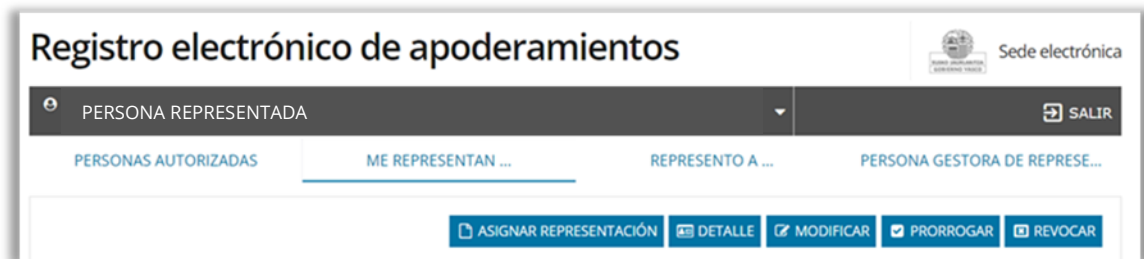 Registro electrónico de apoderamientos
Sede electrónica
PERSONA REPRESENTADA
SALIR
PERSONAS AUTORIZADAS
ME REPRESENTAN ...
REPRESENTO A ...
PERSONA GESTORA DE REPRESE...
ASIGNAR REPRESENTACIÓN
DETALLE
MODIFICAR
PRORROGAR
REVOCAR